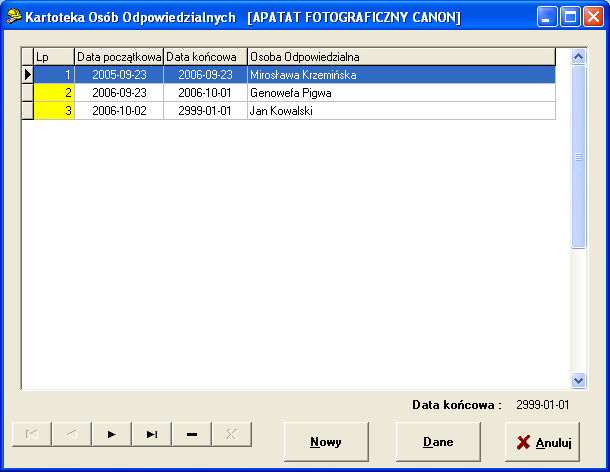 Kartoteka Osób Odpowiedzialnych [APATAT FOTOGRAFICZNY CANON]
Lp Data początkowa Data końcowa Osoba Odpowiedzialna
1 2005-09-23 2006-09-23 Mirosława Krzemińska
2 2006-09-23 2006-10-01 Genowefa Pigwa
3 2006-10-02 2999-01-01 Jan Kowalski
Data końcowa : 2999-01-01
Nowy Dane Anuluj